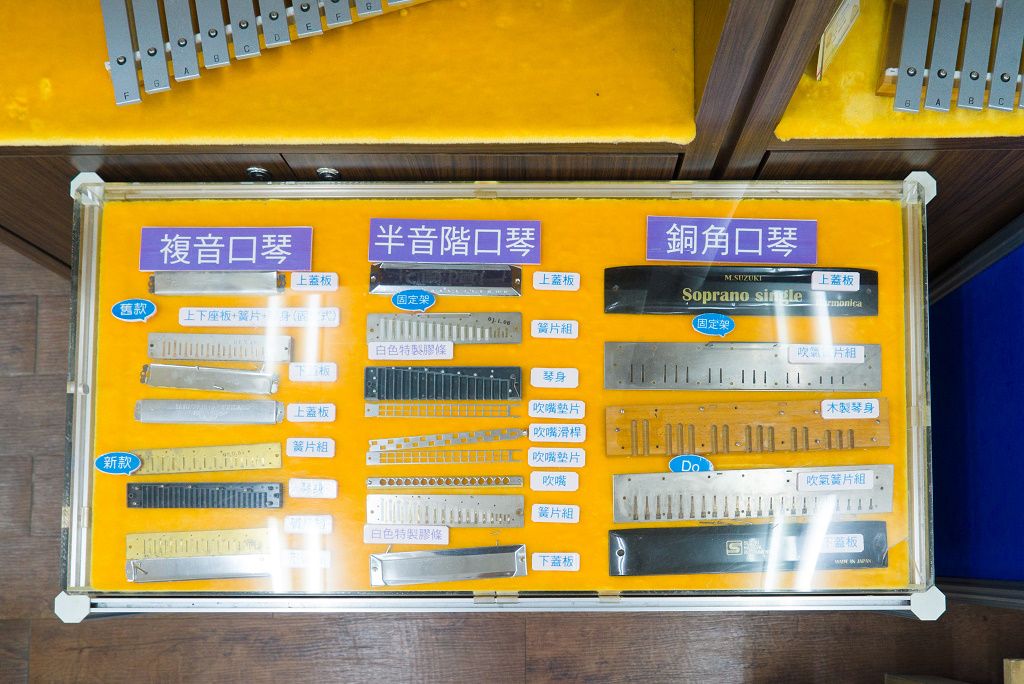 F G A B C D E F G
G A B C
複音口琴
上蓋板
舊款
上下座板+簧片+
下蓋板
上蓋板
簧片組
新款
半音階口琴
上蓋板
固定架
簧片組
白色特製膠條
琴身
吹嘴墊片
吹嘴滑桿
吹嘴墊片
吹嘴
簧片組
白色特製膠條
下蓋板
銅角口琴
M.SUZUKI
上蓋板
Soprano single
harmonica
固定架
吹氣簧片組
木製琴身
Do
吹氣簧片組
下蓋板
MADE IN JAPAN